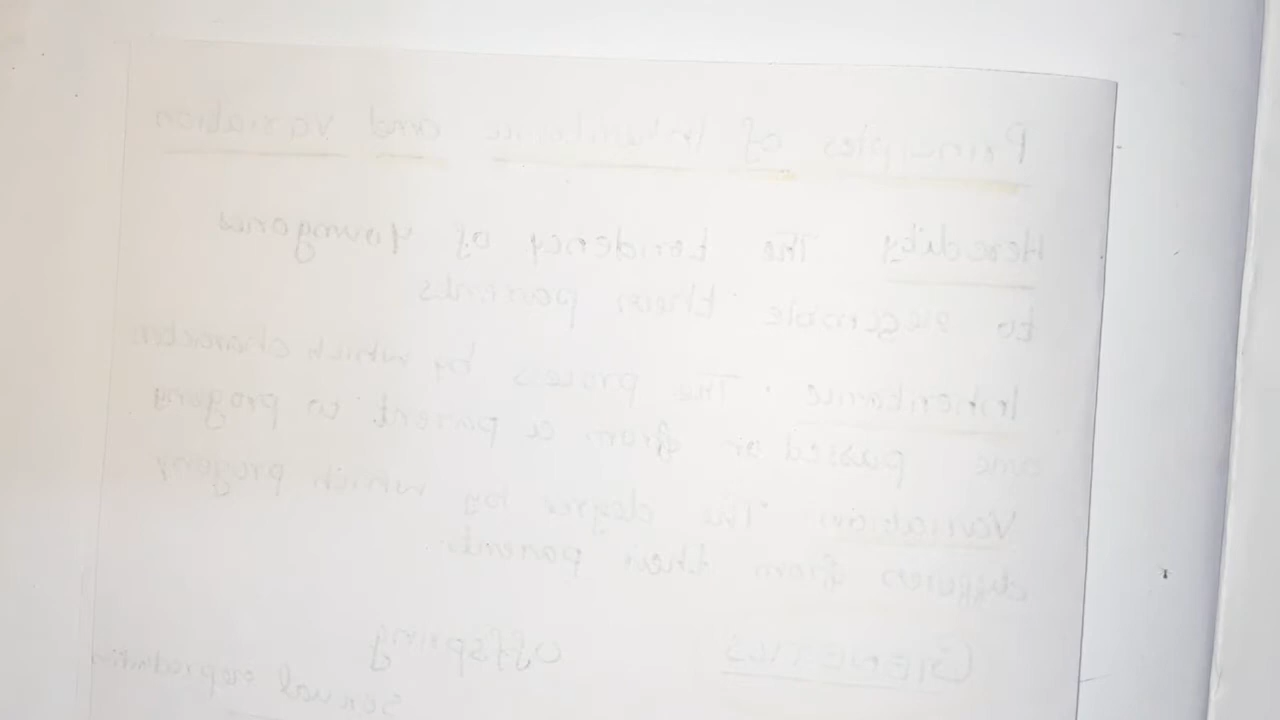 Principles of Inheritance and variation
Heredity The tendency of youngones
to resemble their parents
Inheritance. The process by which character
are passed on from a parent to progeny
Variation The degree by which progeny
differs from their parents
GENETICS offspring
sexual reproduction